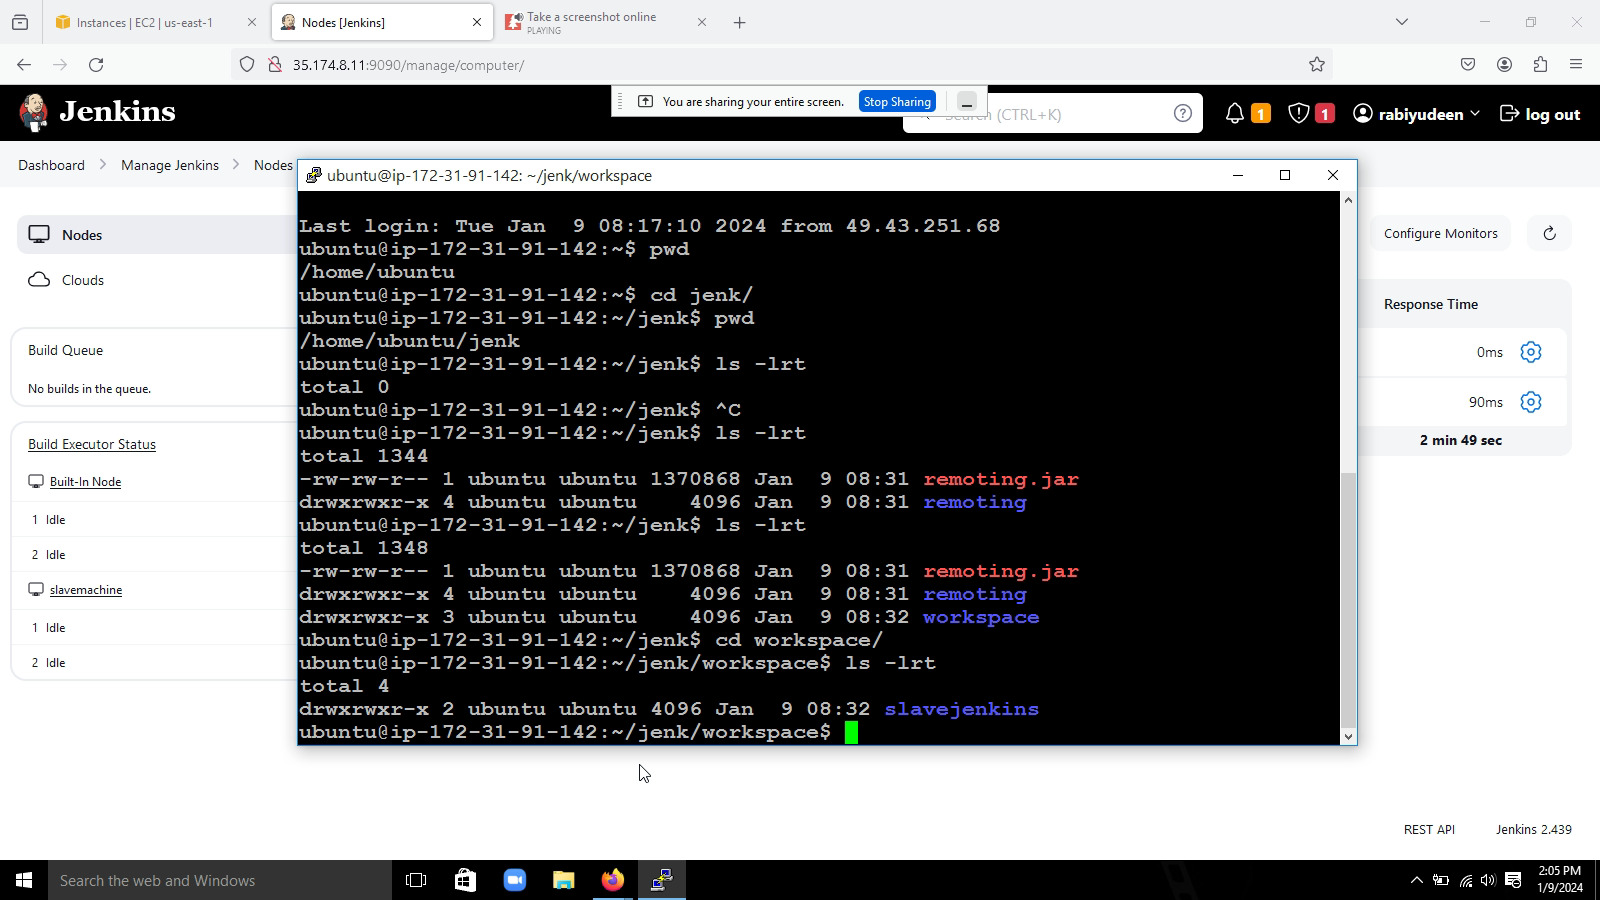 Instances | EC2 | us-east-1
Nodes [Jenkins]
Take a screenshot online
PLAYING
35.174.8.11:9090/manage/computer/
Jenkins
You are sharing your entire screen.
Stop Sharing
Search (CTRL+K)
1
1
rabiyudeen
log out
Dashboard
Manage Jenkins
Nodes
ubuntu@ip-172-31-91-142: ~/jenk/workspace
Nodes
Clouds
Build Queue
No builds in the queue.
Build Executor Status
Built-In Node
1 Idle
2 Idle
slavemachine
1 Idle
2 Idle
Last login: Tue Jan  9 08:17:10 2024 from 49.43.251.68
ubuntu@ip-172-31-91-142:~$ pwd
/home/ubuntu
ubuntu@ip-172-31-91-142:~$ cd jenk/
ubuntu@ip-172-31-91-142:~/jenk$ pwd
/home/ubuntu/jenk
ubuntu@ip-172-31-91-142:~/jenk$ ls -lrt
total 0
ubuntu@ip-172-31-91-142:~/jenk$ ^C
ubuntu@ip-172-31-91-142:~/jenk$ ls -lrt
total 1344
-rw-rw-r-- 1 ubuntu ubuntu 1370868 Jan  9 08:31 remoting.jar
drwxrwxr-x 4 ubuntu ubuntu    4096 Jan  9 08:31 remoting
ubuntu@ip-172-31-91-142:~/jenk$ ls -lrt
total 1348
-rw-rw-r-- 1 ubuntu ubuntu 1370868 Jan  9 08:31 remoting.jar
drwxrwxr-x 4 ubuntu ubuntu    4096 Jan  9 08:31 remoting
drwxrwxr-x 3 ubuntu ubuntu    4096 Jan  9 08:32 workspace
ubuntu@ip-172-31-91-142:~/jenk$ cd workspace/
ubuntu@ip-172-31-91-142:~/jenk/workspace$ ls -lrt
total 4
drwxrwxr-x 2 ubuntu ubuntu 4096 Jan  9 08:32 slavejenkins
ubuntu@ip-172-31-91-142:~/jenk/workspace$
Configure Monitors
Response Time
0ms
90ms
2 min 49 sec
REST API
Jenkins 2.439
Search the web and Windows
2:05 PM
1/9/2024